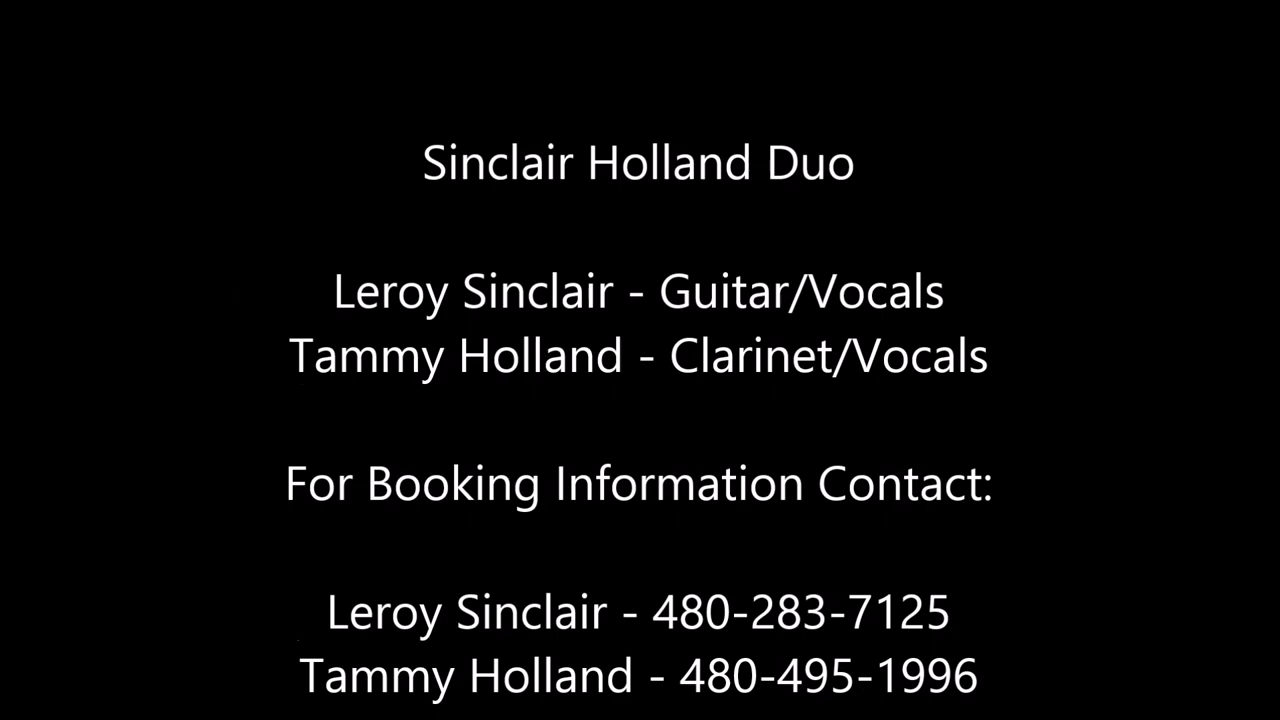 Sinclair Holland Duo
Leroy Sinclair - Guitar/Vocals
Tammy Holland - Clarinet/Vocals
For Booking Information Contact:
Leroy Sinclair - 480-283-7125
Tammy Holland - 480-495-1996